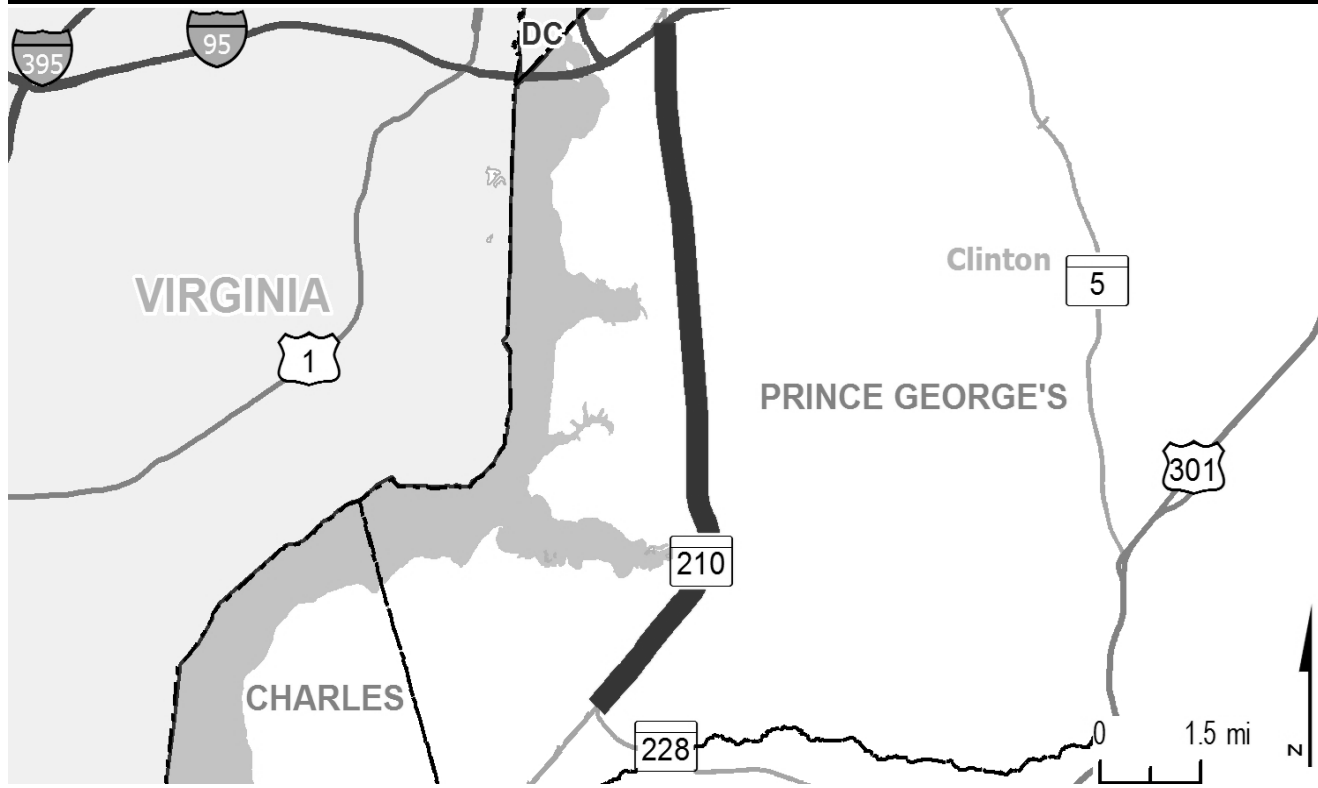 DC
395
95
VIRGINIA
Clinton
5
1
PRINCE GEORGE'S
301
210
CHARLES
228
0 1.5 mi
N